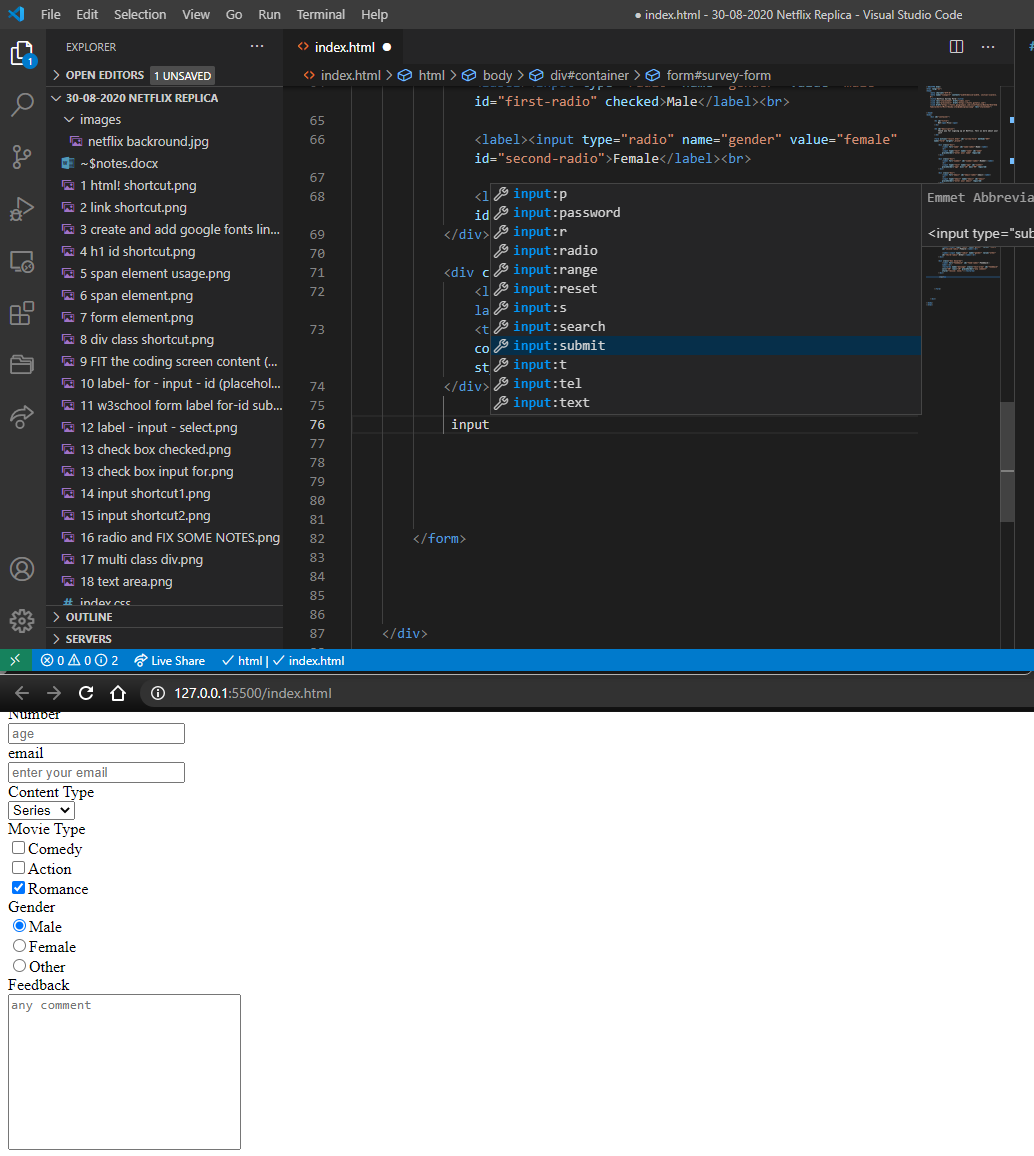 File Edit Selection View Go Run Terminal Help ● index.html - 30-08-2020 Netflix Replica - Visual Studio Code
EXPLORER ···
index.html ●
1
OPEN EDITORS 1 UNSAVED
index.html > html > body > div#container > form#survey-form
30-08-2020 NETFLIX REPLICA
images
netflix backround.jpg
~$notes.docx
1 html! shortcut.png
2 link shortcut.png
3 create and add google fonts lin...
4 h1 id shortcut.png
5 span element usage.png
6 span element.png
7 form element.png
8 div class shortcut.png
9 FIT the coding screen content (...
10 label- for - input - id (placehol...
11 w3school form label for-id sub...
12 label - input - select.png
13 check box checked.png
13 check box input for.png
14 input shortcut1.png
15 input shortcut2.png
16 radio and FIX SOME NOTES.png
17 multi class div.png
18 text area.png
index.css
OUTLINE
SERVERS
id="first-radio" checked>Male</label><br>
65
66 <label><input type="radio" name="gender" value="female"
id="second-radio">Female</label><br>
67
68 <l
id
69 </div>
70
71 <div c
72 <l
la
73 <t
co
st
74 </div>
75
76 input
77
78
79
80
81
82 </form>
83
84
85
86
87 </div>
input:p
input:password
input:r
input:radio
input:range
input:reset
input:s
input:search
input:submit
input:t
input:tel
input:text
Emmet Abbrevia
<input type="sub
0 0 2 Live Share html | index.html
127.0.0.1:5500/index.html
Number
age
email
enter your email
Content Type
Series
Movie Type
Comedy
Action
Romance
Gender
Male
Female
Other
Feedback
any comment